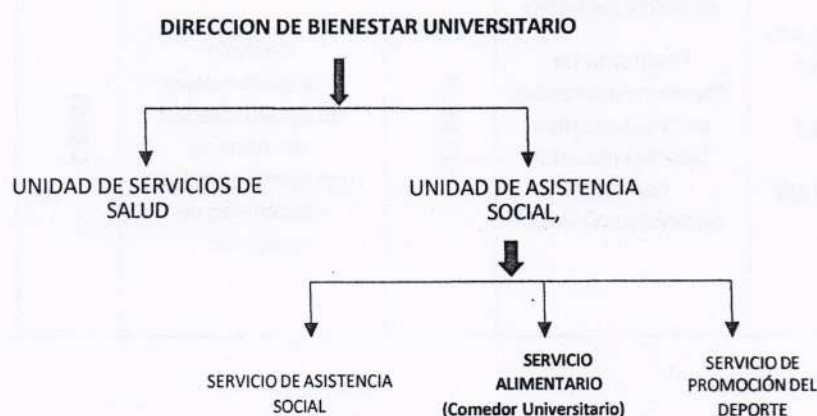 DIRECCION DE BIENESTAR UNIVERSITARIO
UNIDAD DE SERVICIOS DE
SALUD
UNIDAD DE ASISTENCIA
SOCIAL,
SERVICIO DE ASISTENCIA
SOCIAL
SERVICIO
ALIMENTARIO
(Comedor Universitario)
SERVICIO DE
PROMOCIÓN DEL
DEPORTE